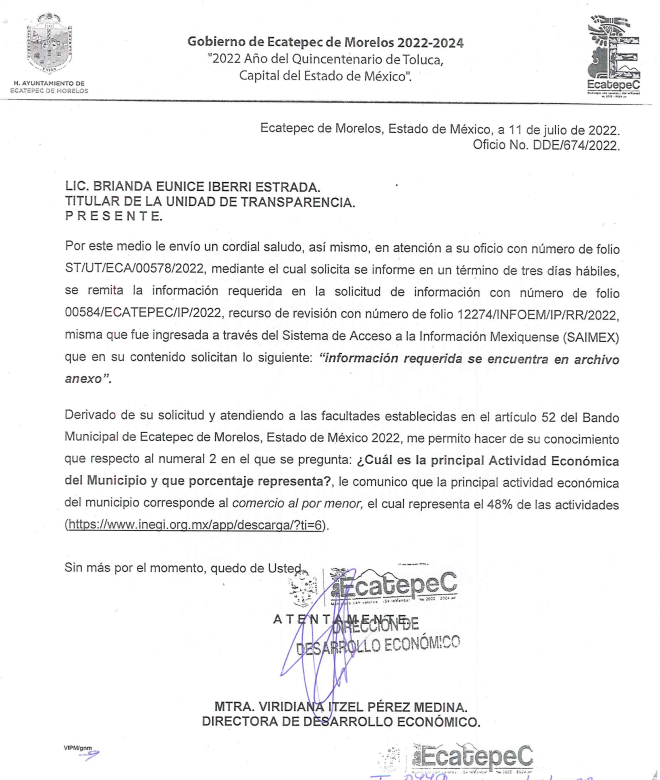 Gobierno de Ecatepec de Morelos 2022-2024
"2022 Año del Quincentenario de Toluca,
Capital del Estado de México".
H. AYUNTAMIENTO DE
ECATEPEC DE MORELOS
EcatepeC
Ecatepec de Morelos, Estado de México, a 11 de julio de 2022.
Oficio No. DDE/674/2022.
LIC. BRIANDA EUNICE IBERRI ESTRADA.
TITULAR DE LA UNIDAD DE TRANSPARENCIA.
P R E S E N T E.
Por este medio le envío un cordial saludo, así mismo, en atención a su oficio con número de folio
ST/UT/ECA/00578/2022, mediante el cual solicita se informe en un término de tres días hábiles,
se remita la información requerida en la solicitud de información con número de folio
00584/ECATEPEC/IP/2022, recurso de revisión con número de folio 12274/INFOEM/IP/RR/2022,
misma que fue ingresada a través del Sistema de Acceso a la Información Mexiquense (SAIMEX)
que en su contenido solicitan lo siguiente: “información requerida se encuentra en archivo
anexo”.
Derivado de su solicitud y atendiendo a las facultades establecidas en el artículo 52 del Bando
Municipal de Ecatepec de Morelos, Estado de México 2022, me permito hacer de su conocimiento
que respecto al numeral 2 en el que se pregunta: ¿Cuál es la principal Actividad Económica
del Municipio y que porcentaje representa?, le comunico que la principal actividad económica
del municipio corresponde al comercio al por menor, el cual representa el 48% de las actividades
(https://www.inegi.org.mx/app/descarga/?ti=6).
Sin más por el momento, quedo de Usted.
EcatepeC
A T E N T A M E N T E
DIRECCIÓN DE
DESARROLLO ECONÓMICO
MTRA. VIRIDIANA ITZEL PÉREZ MEDINA.
DIRECTORA DE DESARROLLO ECONÓMICO.
VIPM/gnm
EcatepeC